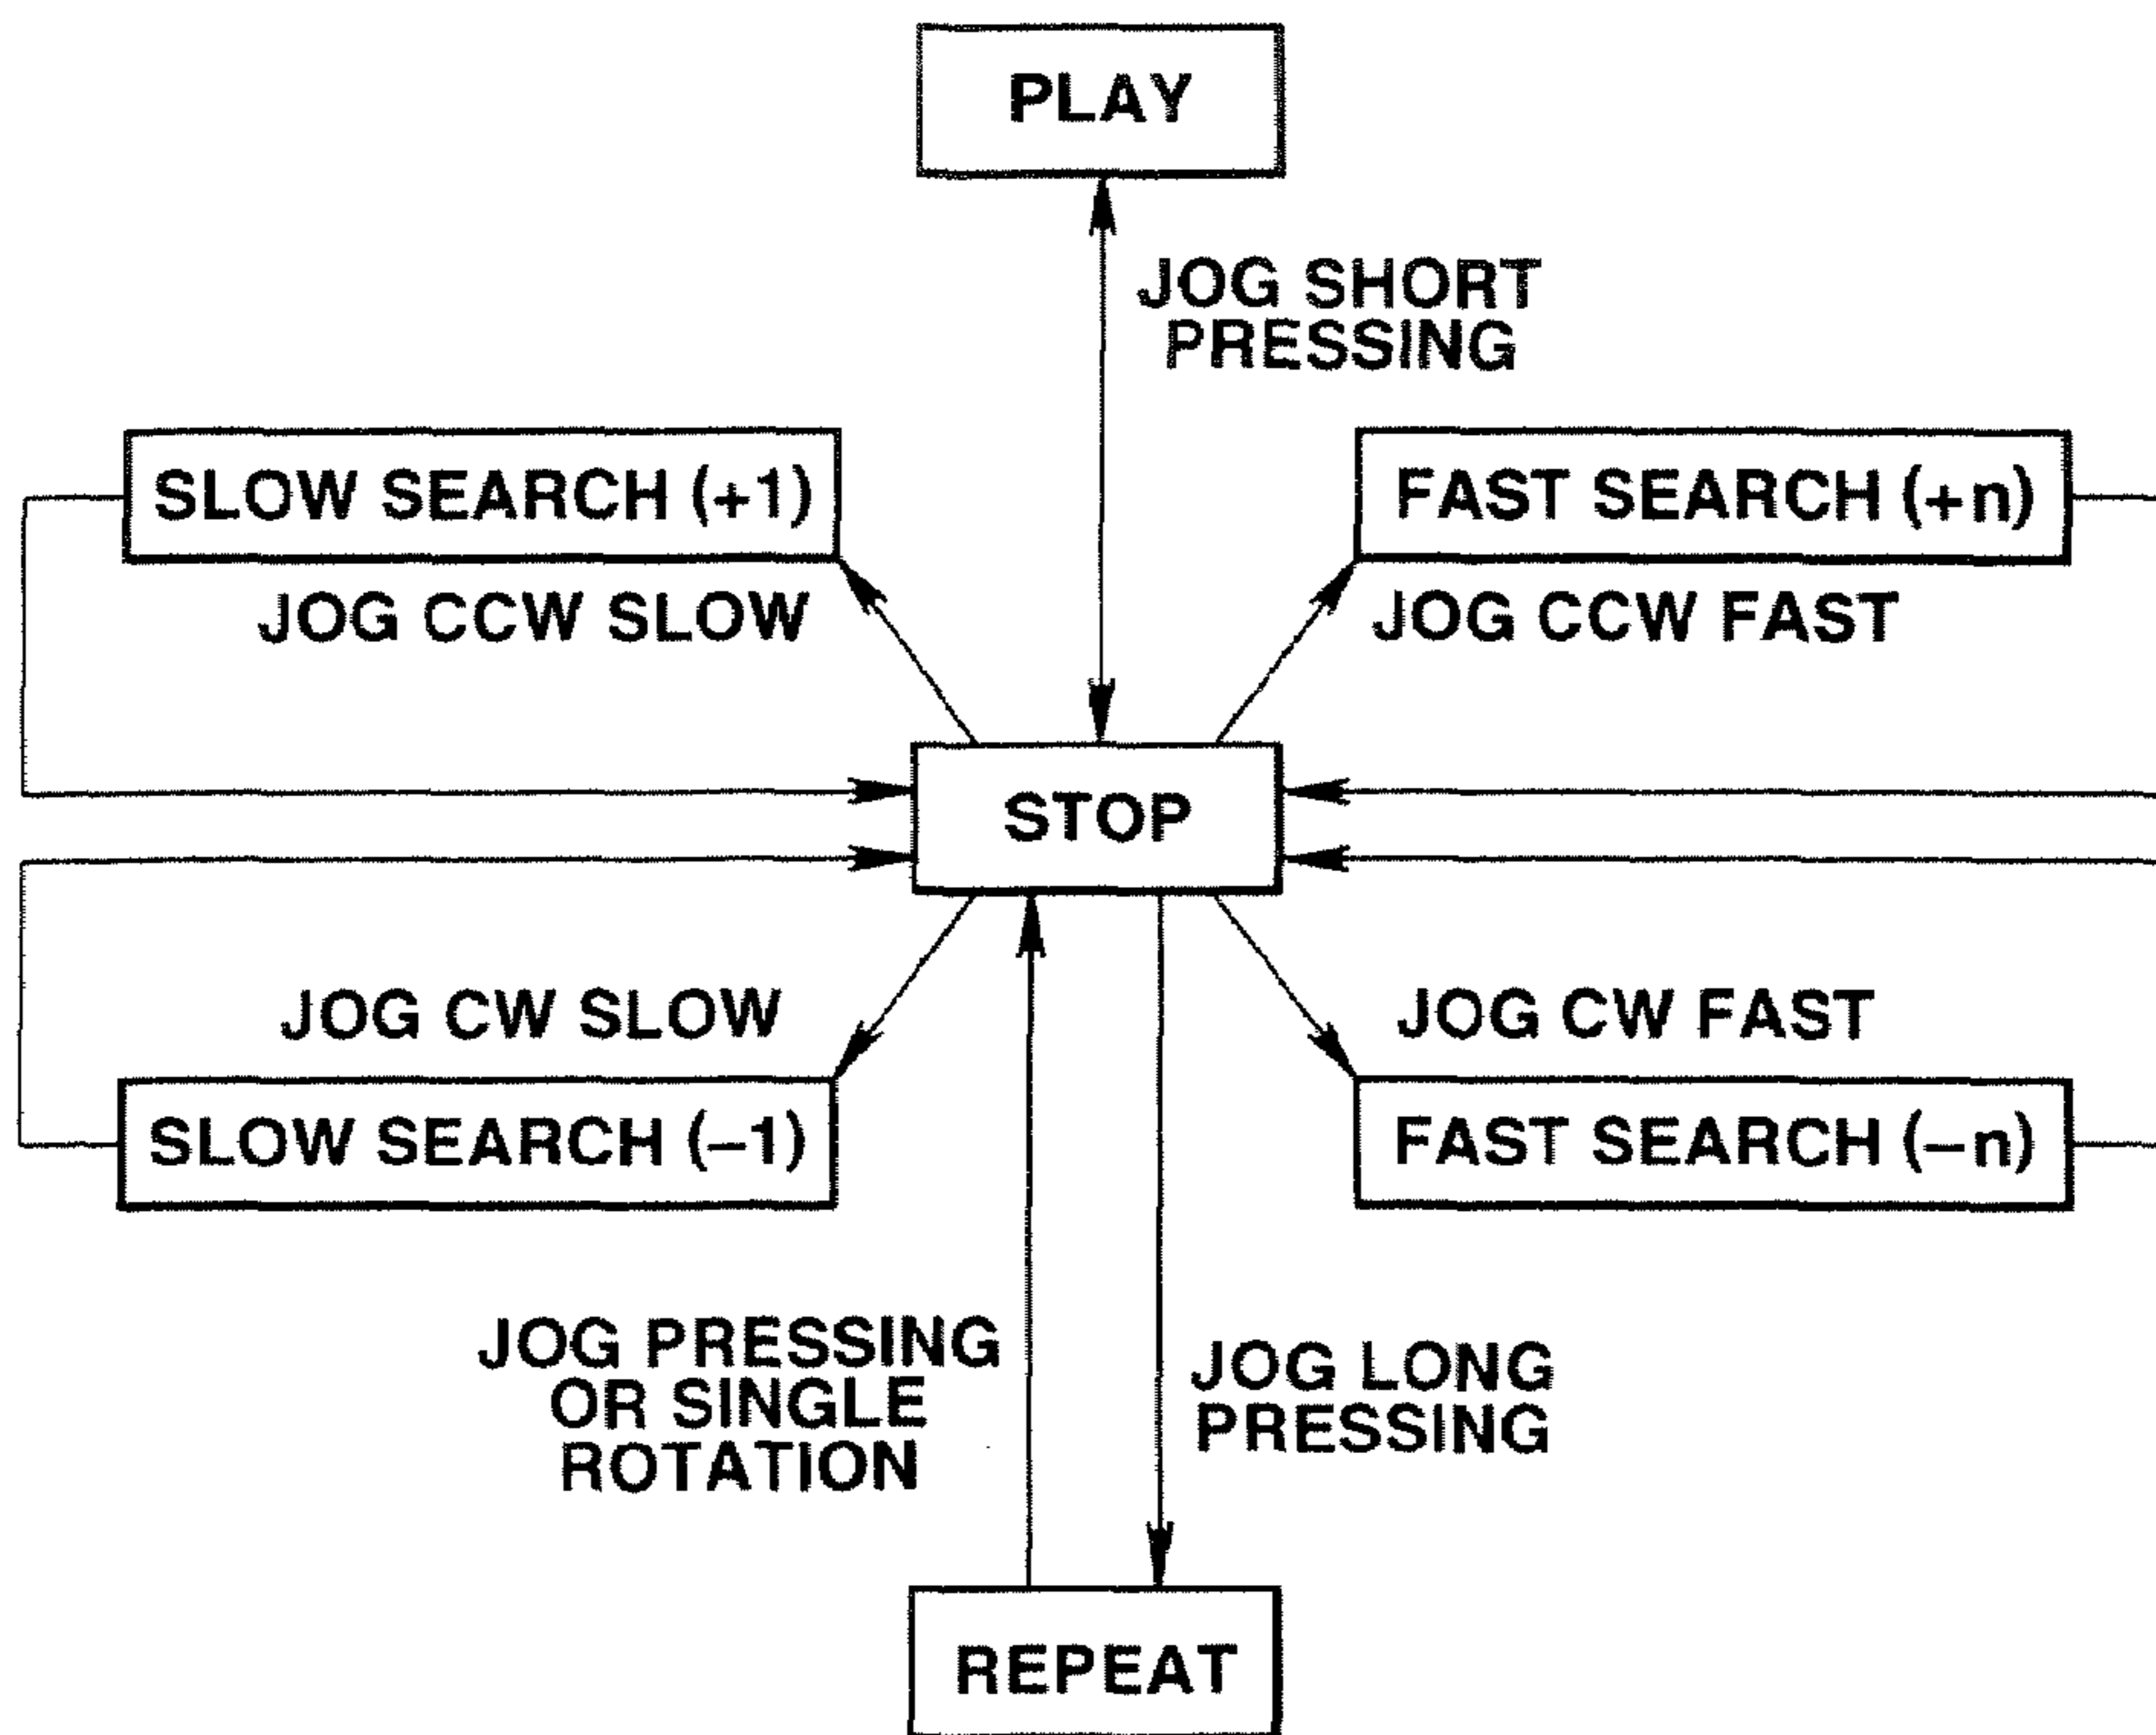 PLAY
JOG SHORT
PRESSING
SLOW SEARCH (+1)
FAST SEARCH (+n)
JOG CCW SLOW
JOG CCW FAST
STOP
JOG CW SLOW
JOG CW FAST
SLOW SEARCH (–1)
FAST SEARCH (–n)
JOG PRESSING
OR SINGLE
ROTATION
JOG LONG
PRESSING
REPEAT